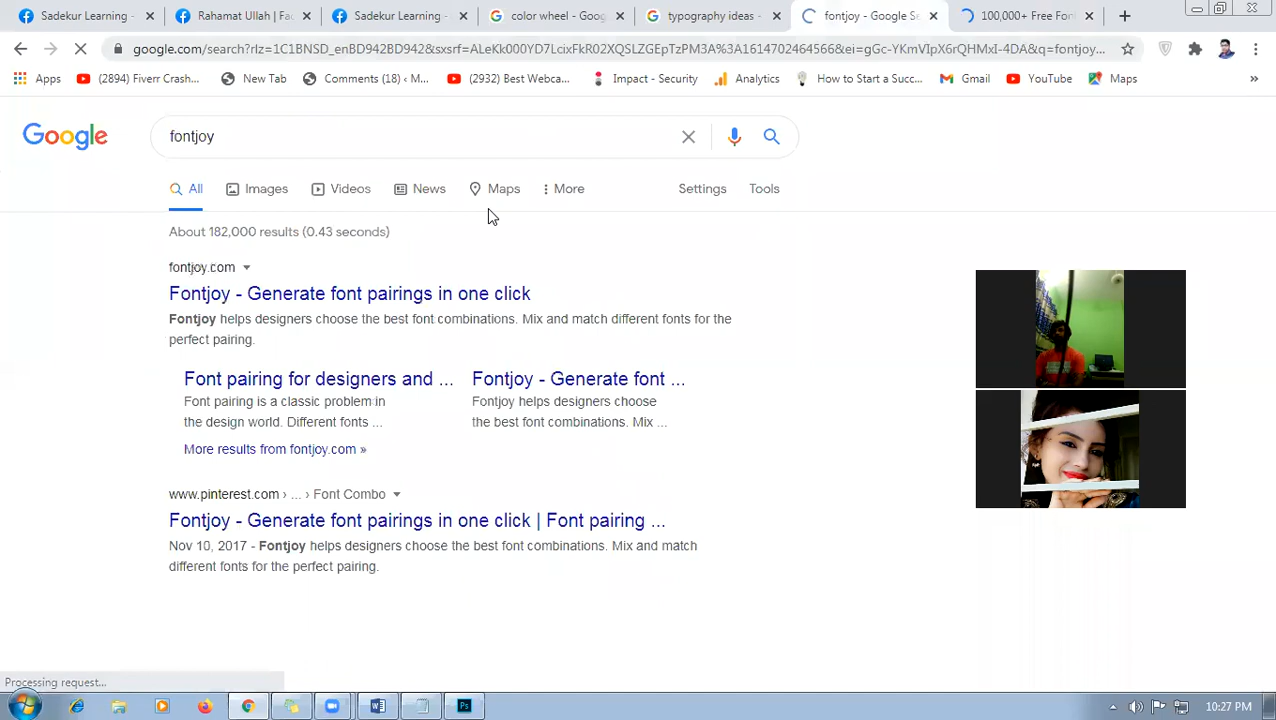 Sadekur Learning -
Rahamat Ullah | Fac
Sadekur Learning -
color wheel - Goog
typography ideas -
fontjoy - Google Se
100,000+ Free Font
google.com/search?rlz=1C1BNSD_enBD942BD942&sxsrf=ALeKk00VYD7LcixFkR02XQSLZGEpTzPM3A%3A1614702464566&ei=gGc-YKmVIpX6rQHMxI-4DA&q=fontjoy...
Apps
(2894) Fiverr Crash...
New Tab
Comments (18) ‹ M...
(2932) Best Webca...
Impact - Security
Analytics
How to Start a Succ...
Gmail
YouTube
Maps
»
Google
fontjoy
All
Images
Videos
News
Maps
More
Settings
Tools
About 182,000 results (0.43 seconds)
fontjoy.com
Fontjoy - Generate font pairings in one click
Fontjoy helps designers choose the best font combinations. Mix and match different fonts for the
perfect pairing.
Font pairing for designers and ...
Font pairing is a classic problem in
the design world. Different fonts ...
Fontjoy - Generate font ...
Fontjoy helps designers choose
the best font combinations. Mix ...
More results from fontjoy.com »
www.pinterest.com › ... › Font Combo
Fontjoy - Generate font pairings in one click | Font pairing ...
Nov 10, 2017 - Fontjoy helps designers choose the best font combinations. Mix and match
different fonts for the perfect pairing.
Processing request...
10:27 PM